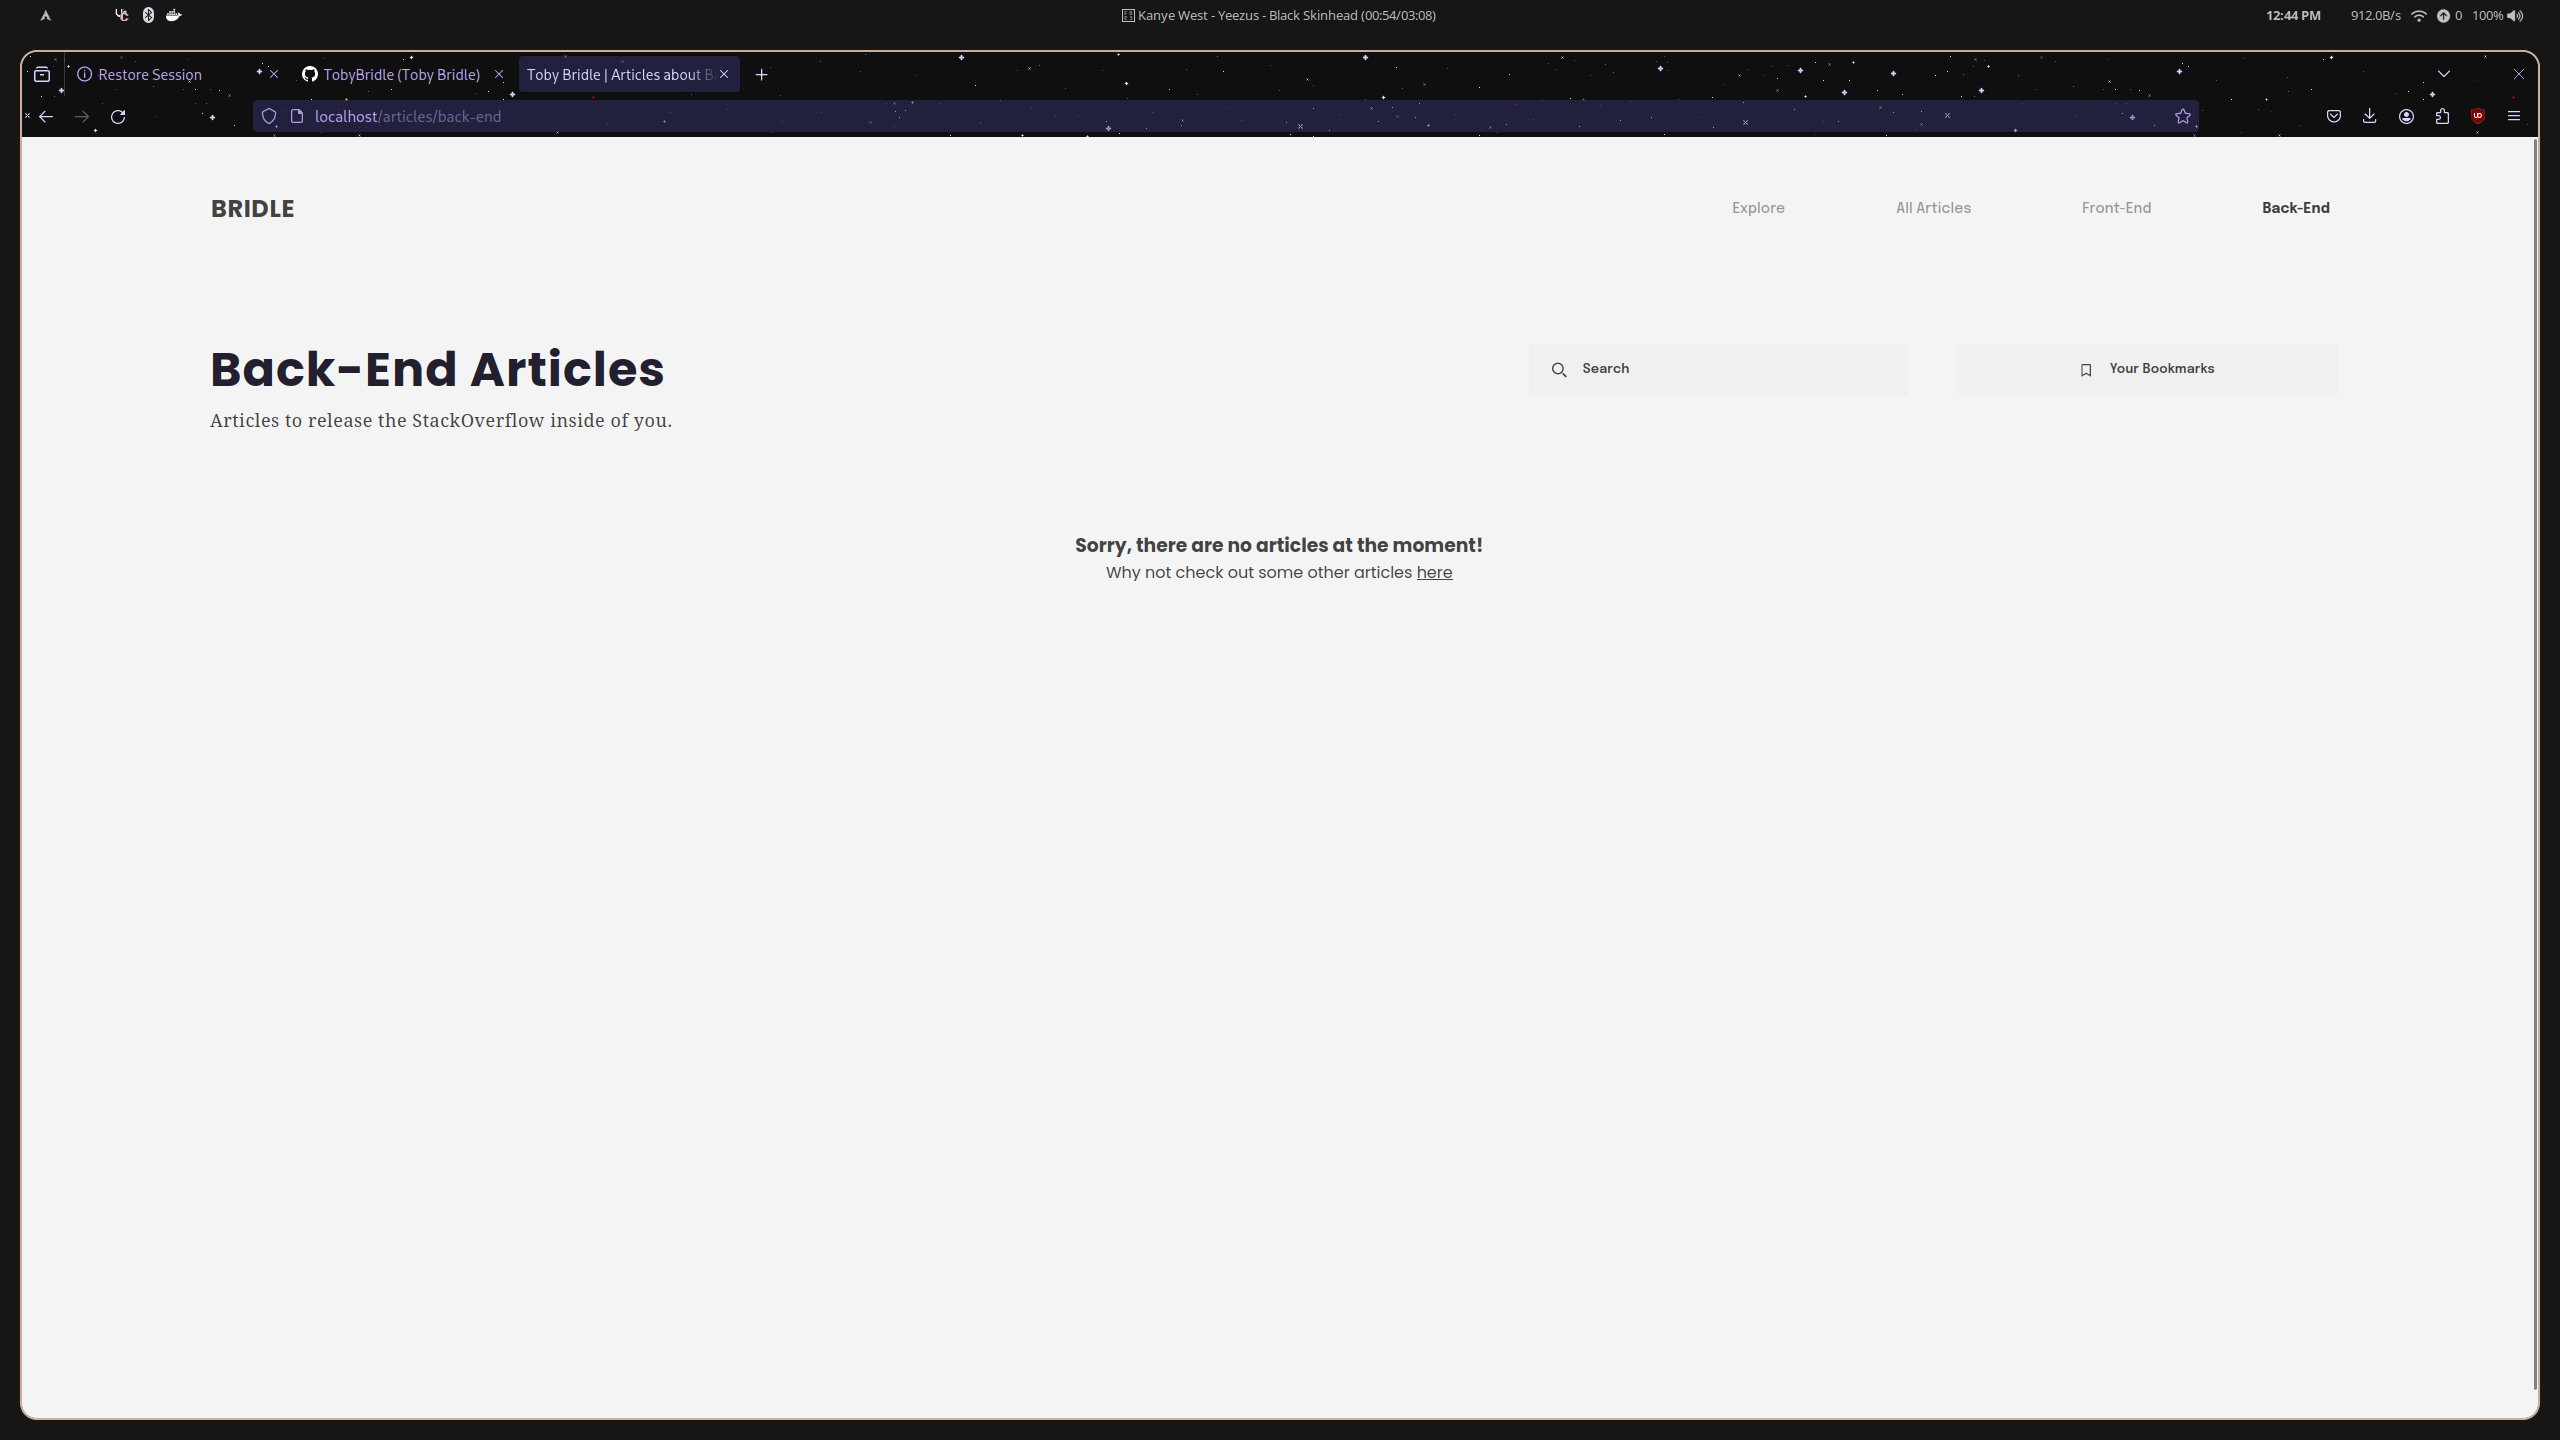 Kanye West - Yeezus - Black Skinhead (00:54/03:08)
12:44 PM 912.0B/s 0 100%
Restore Session TobyBridle (Toby Bridle) Toby Bridle | Articles about B
localhost/articles/back-end
BRIDLE Explore All Articles Front-End Back-End
Back-End Articles Search Your Bookmarks
Articles to release the StackOverflow inside of you.
Sorry, there are no articles at the moment!
Why not check out some other articles here